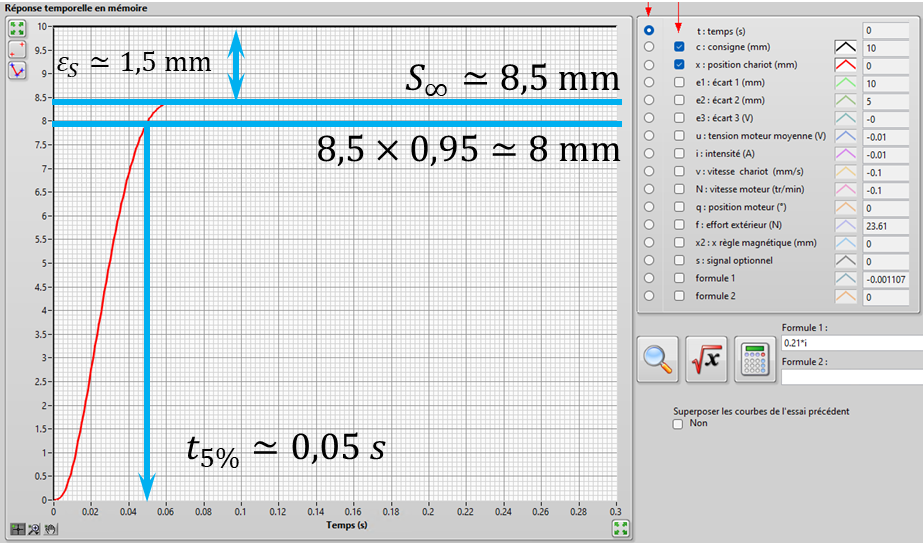 Réponse temporelle en mémoire
10
9.5
9
8.5
8
7.5
7
6.5
6
5.5
5
4.5
4
3.5
3
2.5
2
1.5
1
0.5
0
ε_S ≃ 1,5 mm
S_∞ ≃ 8,5 mm
8,5 × 0,95 ≃ 8 mm
t_5% ≃ 0,05 s
0 0.02 0.04 0.06 0.08 0.1 0.12 0.14 0.16 0.18 0.2 0.22 0.24 0.26 0.28 0.3
Temps (s)
t : temps (s) 0
c : consigne (mm) 10
x : position chariot (mm) 0
e1 : écart 1 (mm) 10
e2 : écart 2 (mm) 5
e3 : écart 3 (V) -0
u : tension moteur moyenne (V) -0.01
i : intensité (A) -0.01
v : vitesse chariot (mm/s) -0.1
N : vitesse moteur (tr/min) -0.1
q : position moteur (°) 0
f : effort extérieur (N) 23.61
x2 : x règle magnétique (mm) 0
s : signal optionnel 0
formule 1 -0.001107
formule 2 0
Formule 1 :
0.21*i
√x
Formule 2 :
Superposer les courbes de l'essai précédent
Non